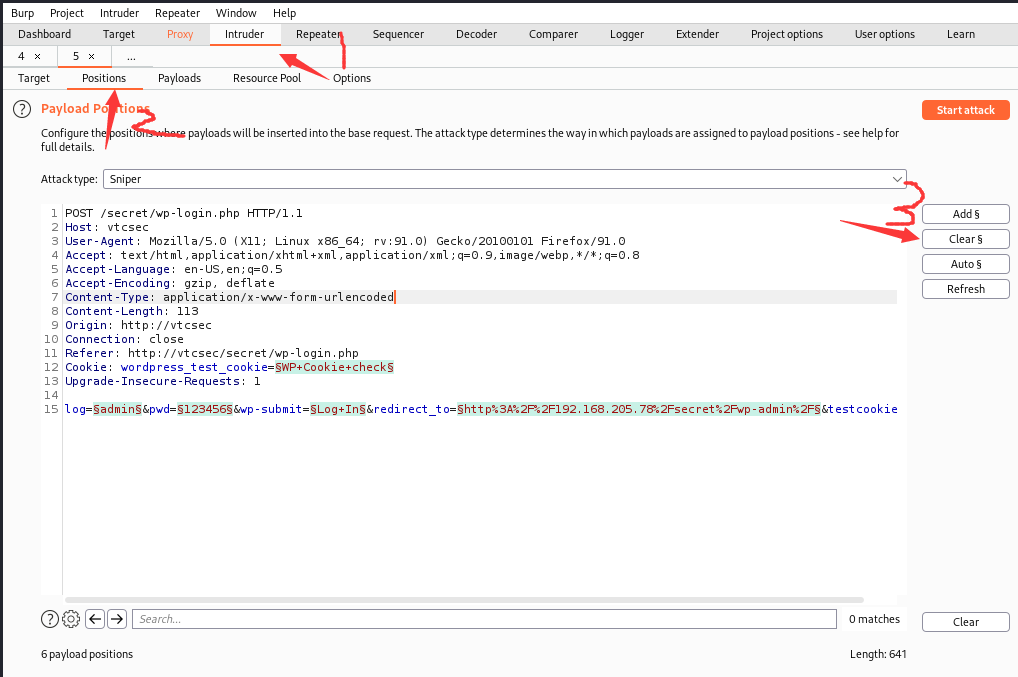 Burp Project Intruder Repeater Window Help
Dashboard Target Proxy Intruder Repeater Sequencer Decoder Comparer Logger Extender Project options User options Learn
4 × 5 × ...
Target Positions Payloads Resource Pool Options
1
? Payload Positions
2
Start attack
Configure the positions where payloads will be inserted into the base request. The attack type determines the way in which payloads are assigned to payload positions - see help for
full details.
Attack type: Sniper
3
Add §
Clear §
Auto §
Refresh
1 POST /secret/wp-login.php HTTP/1.1
2 Host: vtcsec
3 User-Agent: Mozilla/5.0 (X11; Linux x86_64; rv:91.0) Gecko/20100101 Firefox/91.0
4 Accept: text/html,application/xhtml+xml,application/xml;q=0.9,image/webp,*/*;q=0.8
5 Accept-Language: en-US,en;q=0.5
6 Accept-Encoding: gzip, deflate
7 Content-Type: application/x-www-form-urlencoded
8 Content-Length: 113
9 Origin: http://vtcsec
10 Connection: close
11 Referer: http://vtcsec/secret/wp-login.php
12 Cookie: wordpress_test_cookie=§WP+Cookie+check§
13 Upgrade-Insecure-Requests: 1
14
15 log=§admin§&pwd=§123456§&wp-submit=§Log+In§&redirect_to=§http%3A%2F%2F192.168.205.78%2Fsecret%2Fwp-admin%2F§&testcookie
? Search... 0 matches Clear
6 payload positions Length: 641